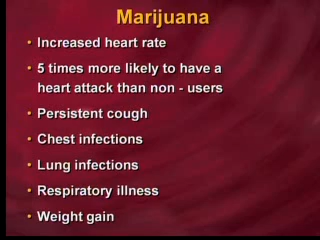 Marijuana
• Increased heart rate
• 5 times more likely to have a
heart attack than non - users
• Persistent cough
• Chest infections
• Lung infections
• Respiratory illness
• Weight gain